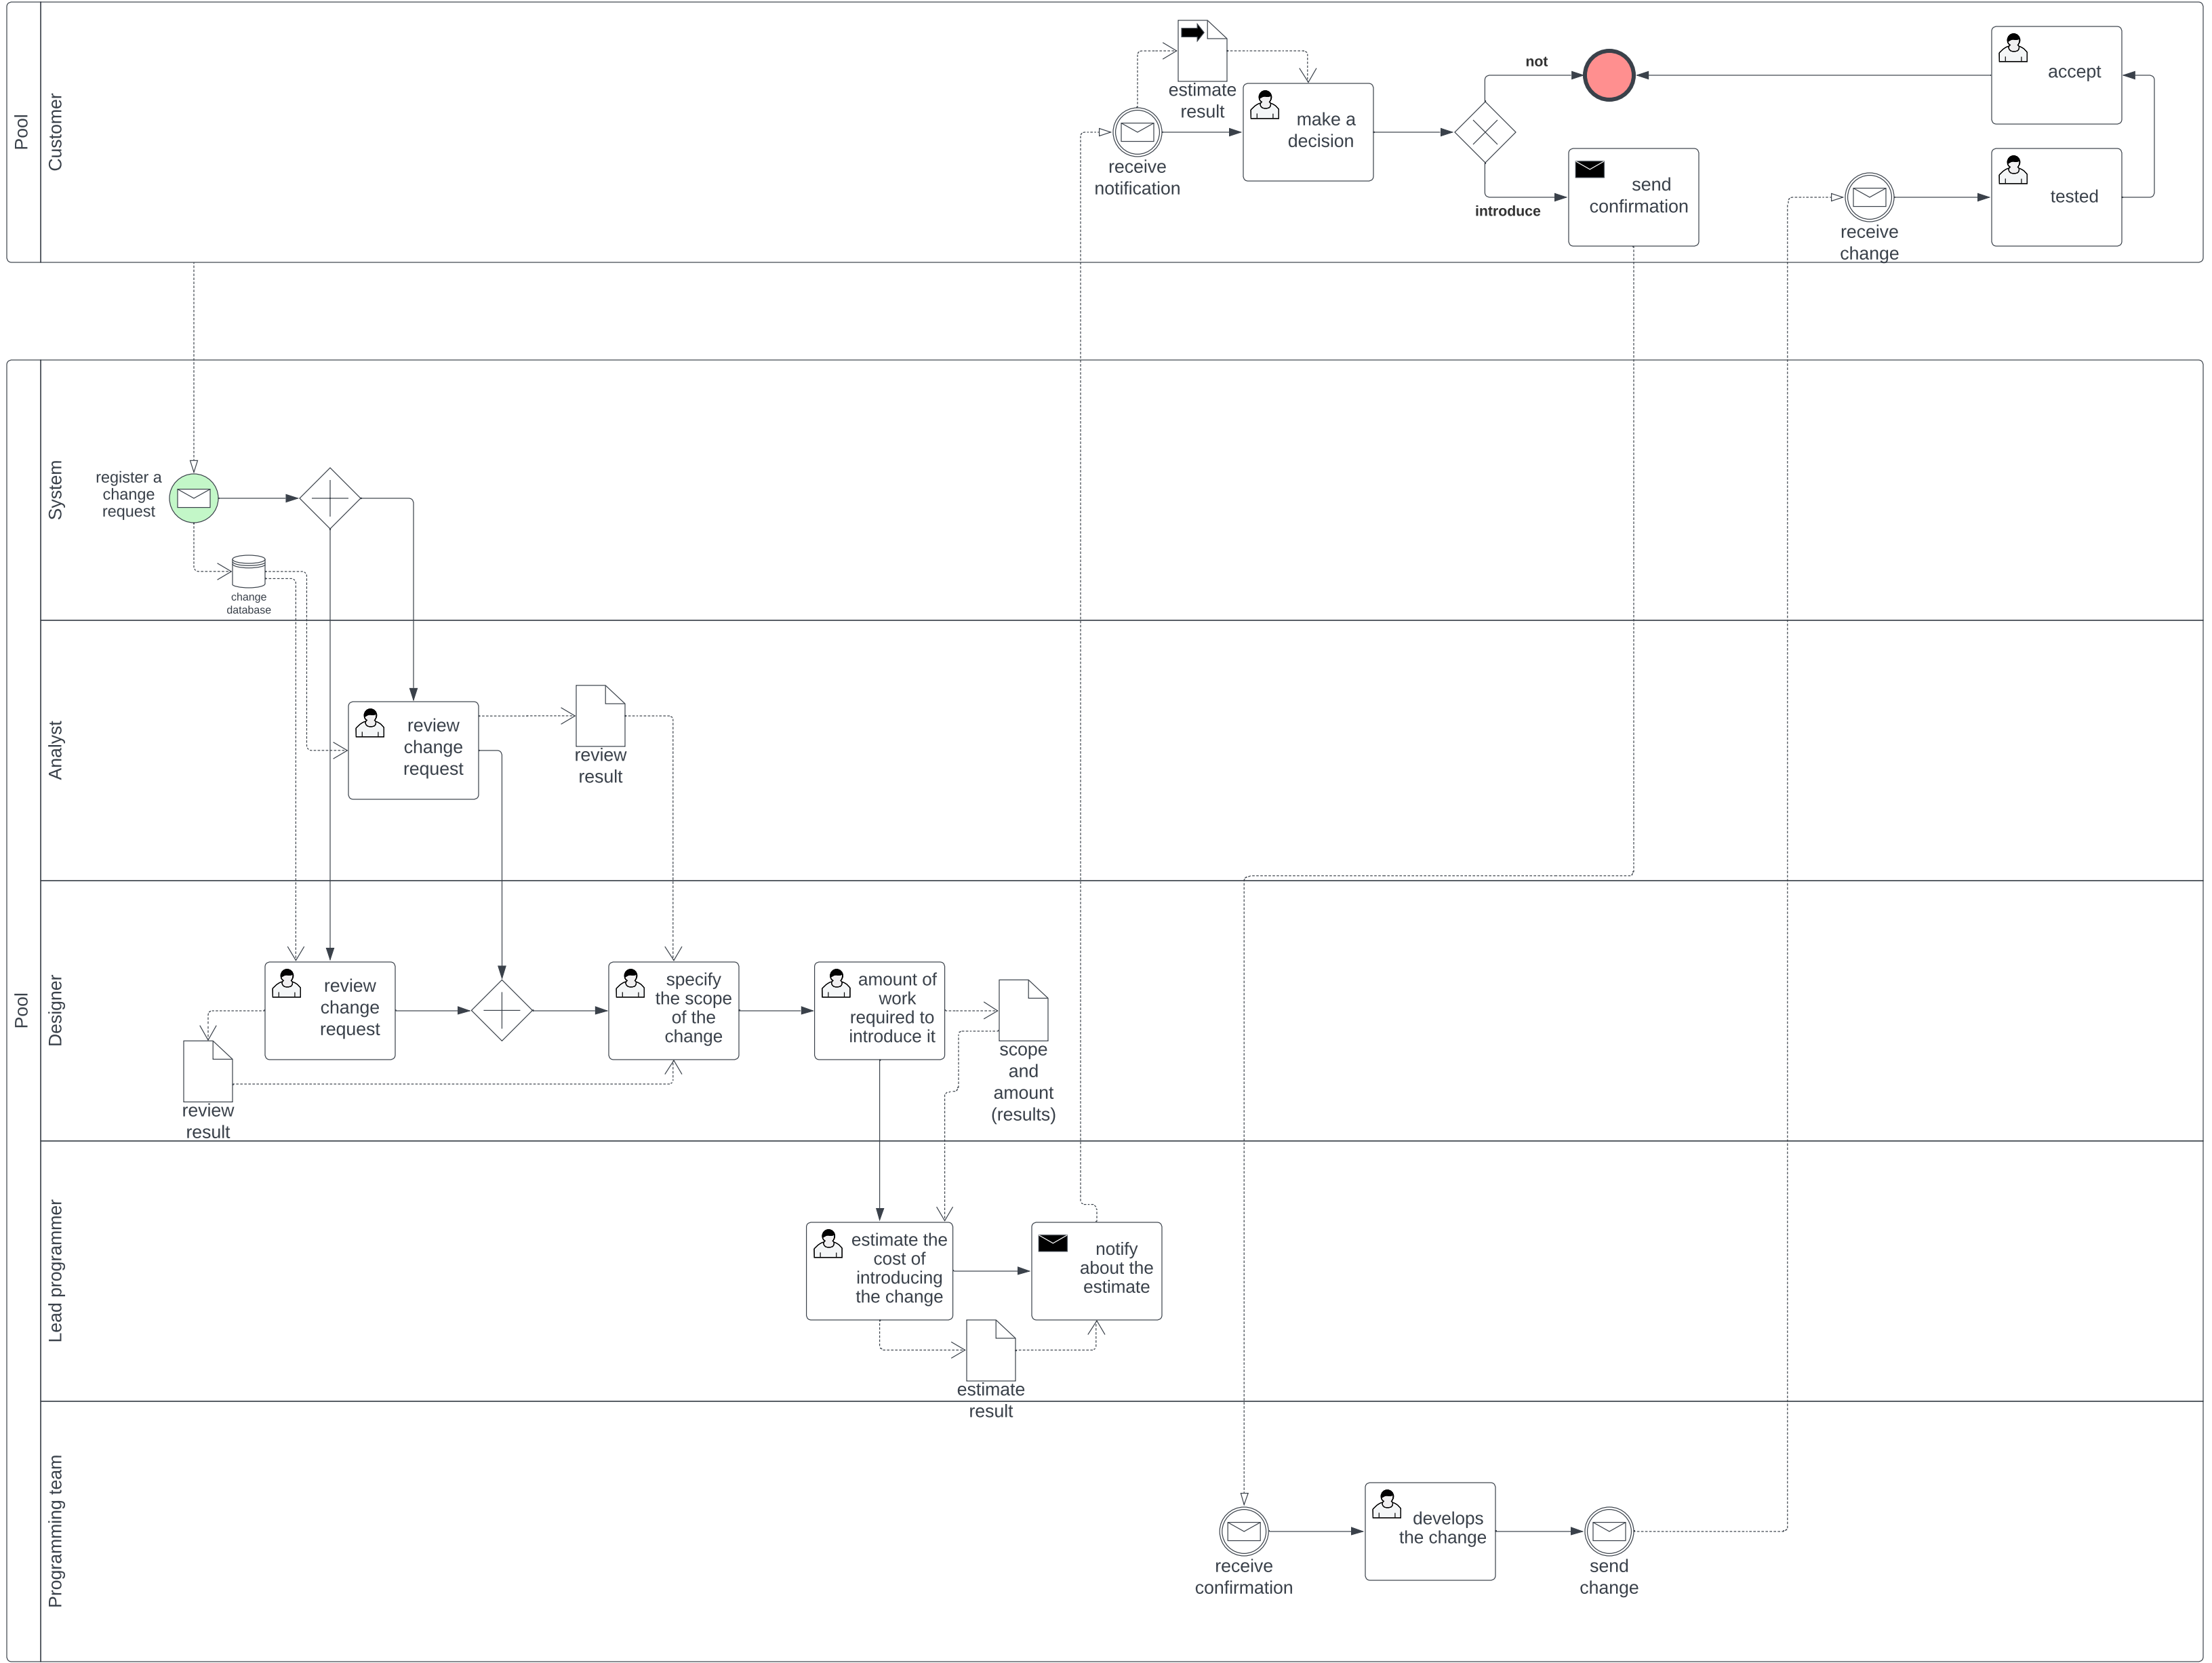 Pool
Customer
estimate
result
receive
notification
make a
decision
not
introduce
send
confirmation
receive
change
accept
tested
Pool
System
register a
change
request
change
database
Analyst
review
change
request
review
result
Designer
review
change
request
review
result
specify
the scope
of the
change
amount of
work
required to
introduce it
scope
and
amount
(results)
Lead programmer
estimate the
cost of
introducing
the change
notify
about the
estimate
estimate
result
Programming team
receive
confirmation
develops
the change
send
change